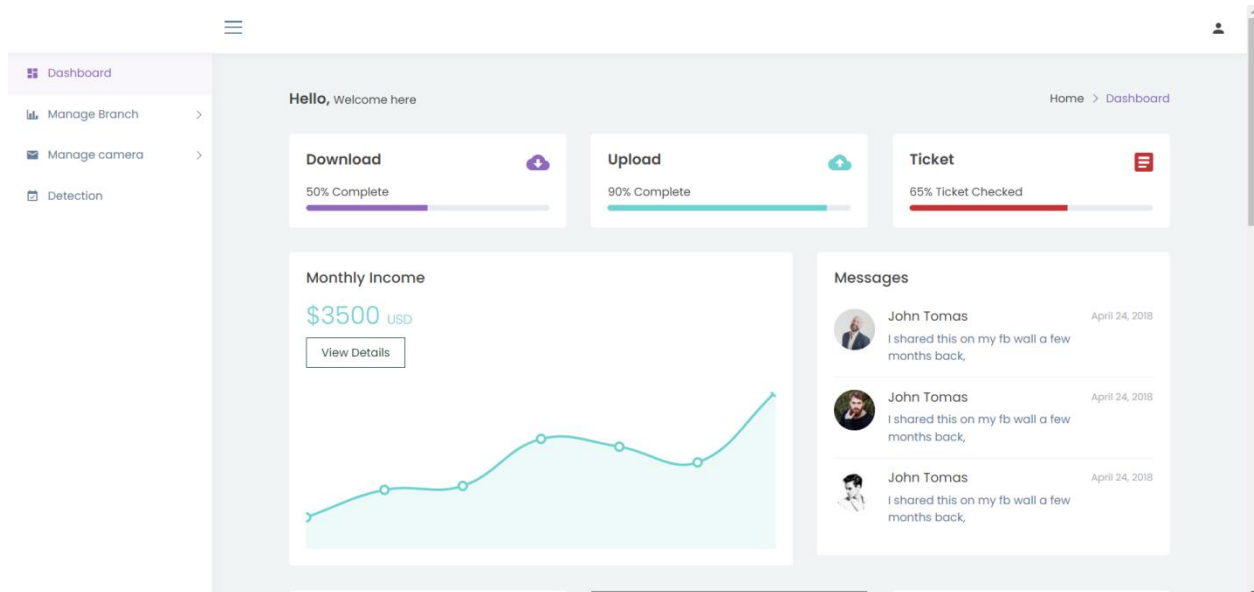 Dashboard
Manage Branch
Manage camera
Detection
Hello, Welcome here
Home > Dashboard
Download
50% Complete
Upload
90% Complete
Ticket
65% Ticket Checked
Monthly Income
$3500 USD
View Details
Messages
John Tomas
April 24, 2018
I shared this on my fb wall a few
months back,
John Tomas
April 24, 2018
I shared this on my fb wall a few
months back,
John Tomas
April 24, 2018
I shared this on my fb wall a few
months back,